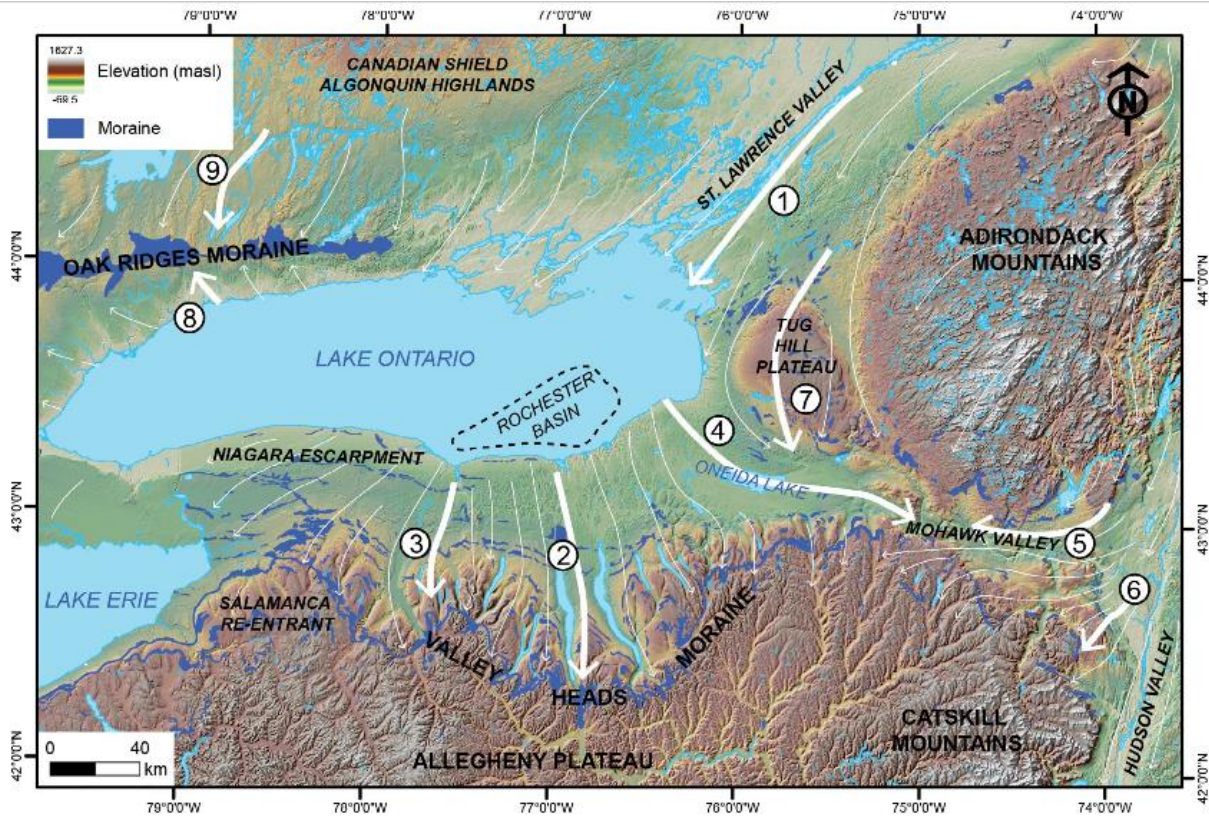 79°0'0"W 78°0'0"W 77°0'0"W 76°0'0"W 75°0'0"W 74°0'0"W
1627.3
Elevation (masl)
-69.5
Moraine
CANADIAN SHIELD
ALGONQUIN HIGHLANDS
N
ST. LAWRENCE VALLEY
9
1
44°0'0"N
OAK RIDGES MORAINE
ADIRONDACK
MOUNTAINS
44°0'0"N
8
TUG
HILL
PLATEAU
LAKE ONTARIO
ROCHESTER
BASIN
7
4
NIAGARA ESCARPMENT
ONEIDA LAKE
43°0'0"N
43°0'0"N
MOHAWK VALLEY
3
2
5
LAKE ERIE
SALAMANCA
RE-ENTRANT
6
VALLEY
HEADS
MORAINE
HUDSON VALLEY
CATSKILL
MOUNTAINS
0 40
km
ALLEGHENY PLATEAU
42°0'0"N
42°0'0"N
79°0'0"W 78°0'0"W 77°0'0"W 76°0'0"W 75°0'0"W 74°0'0"W